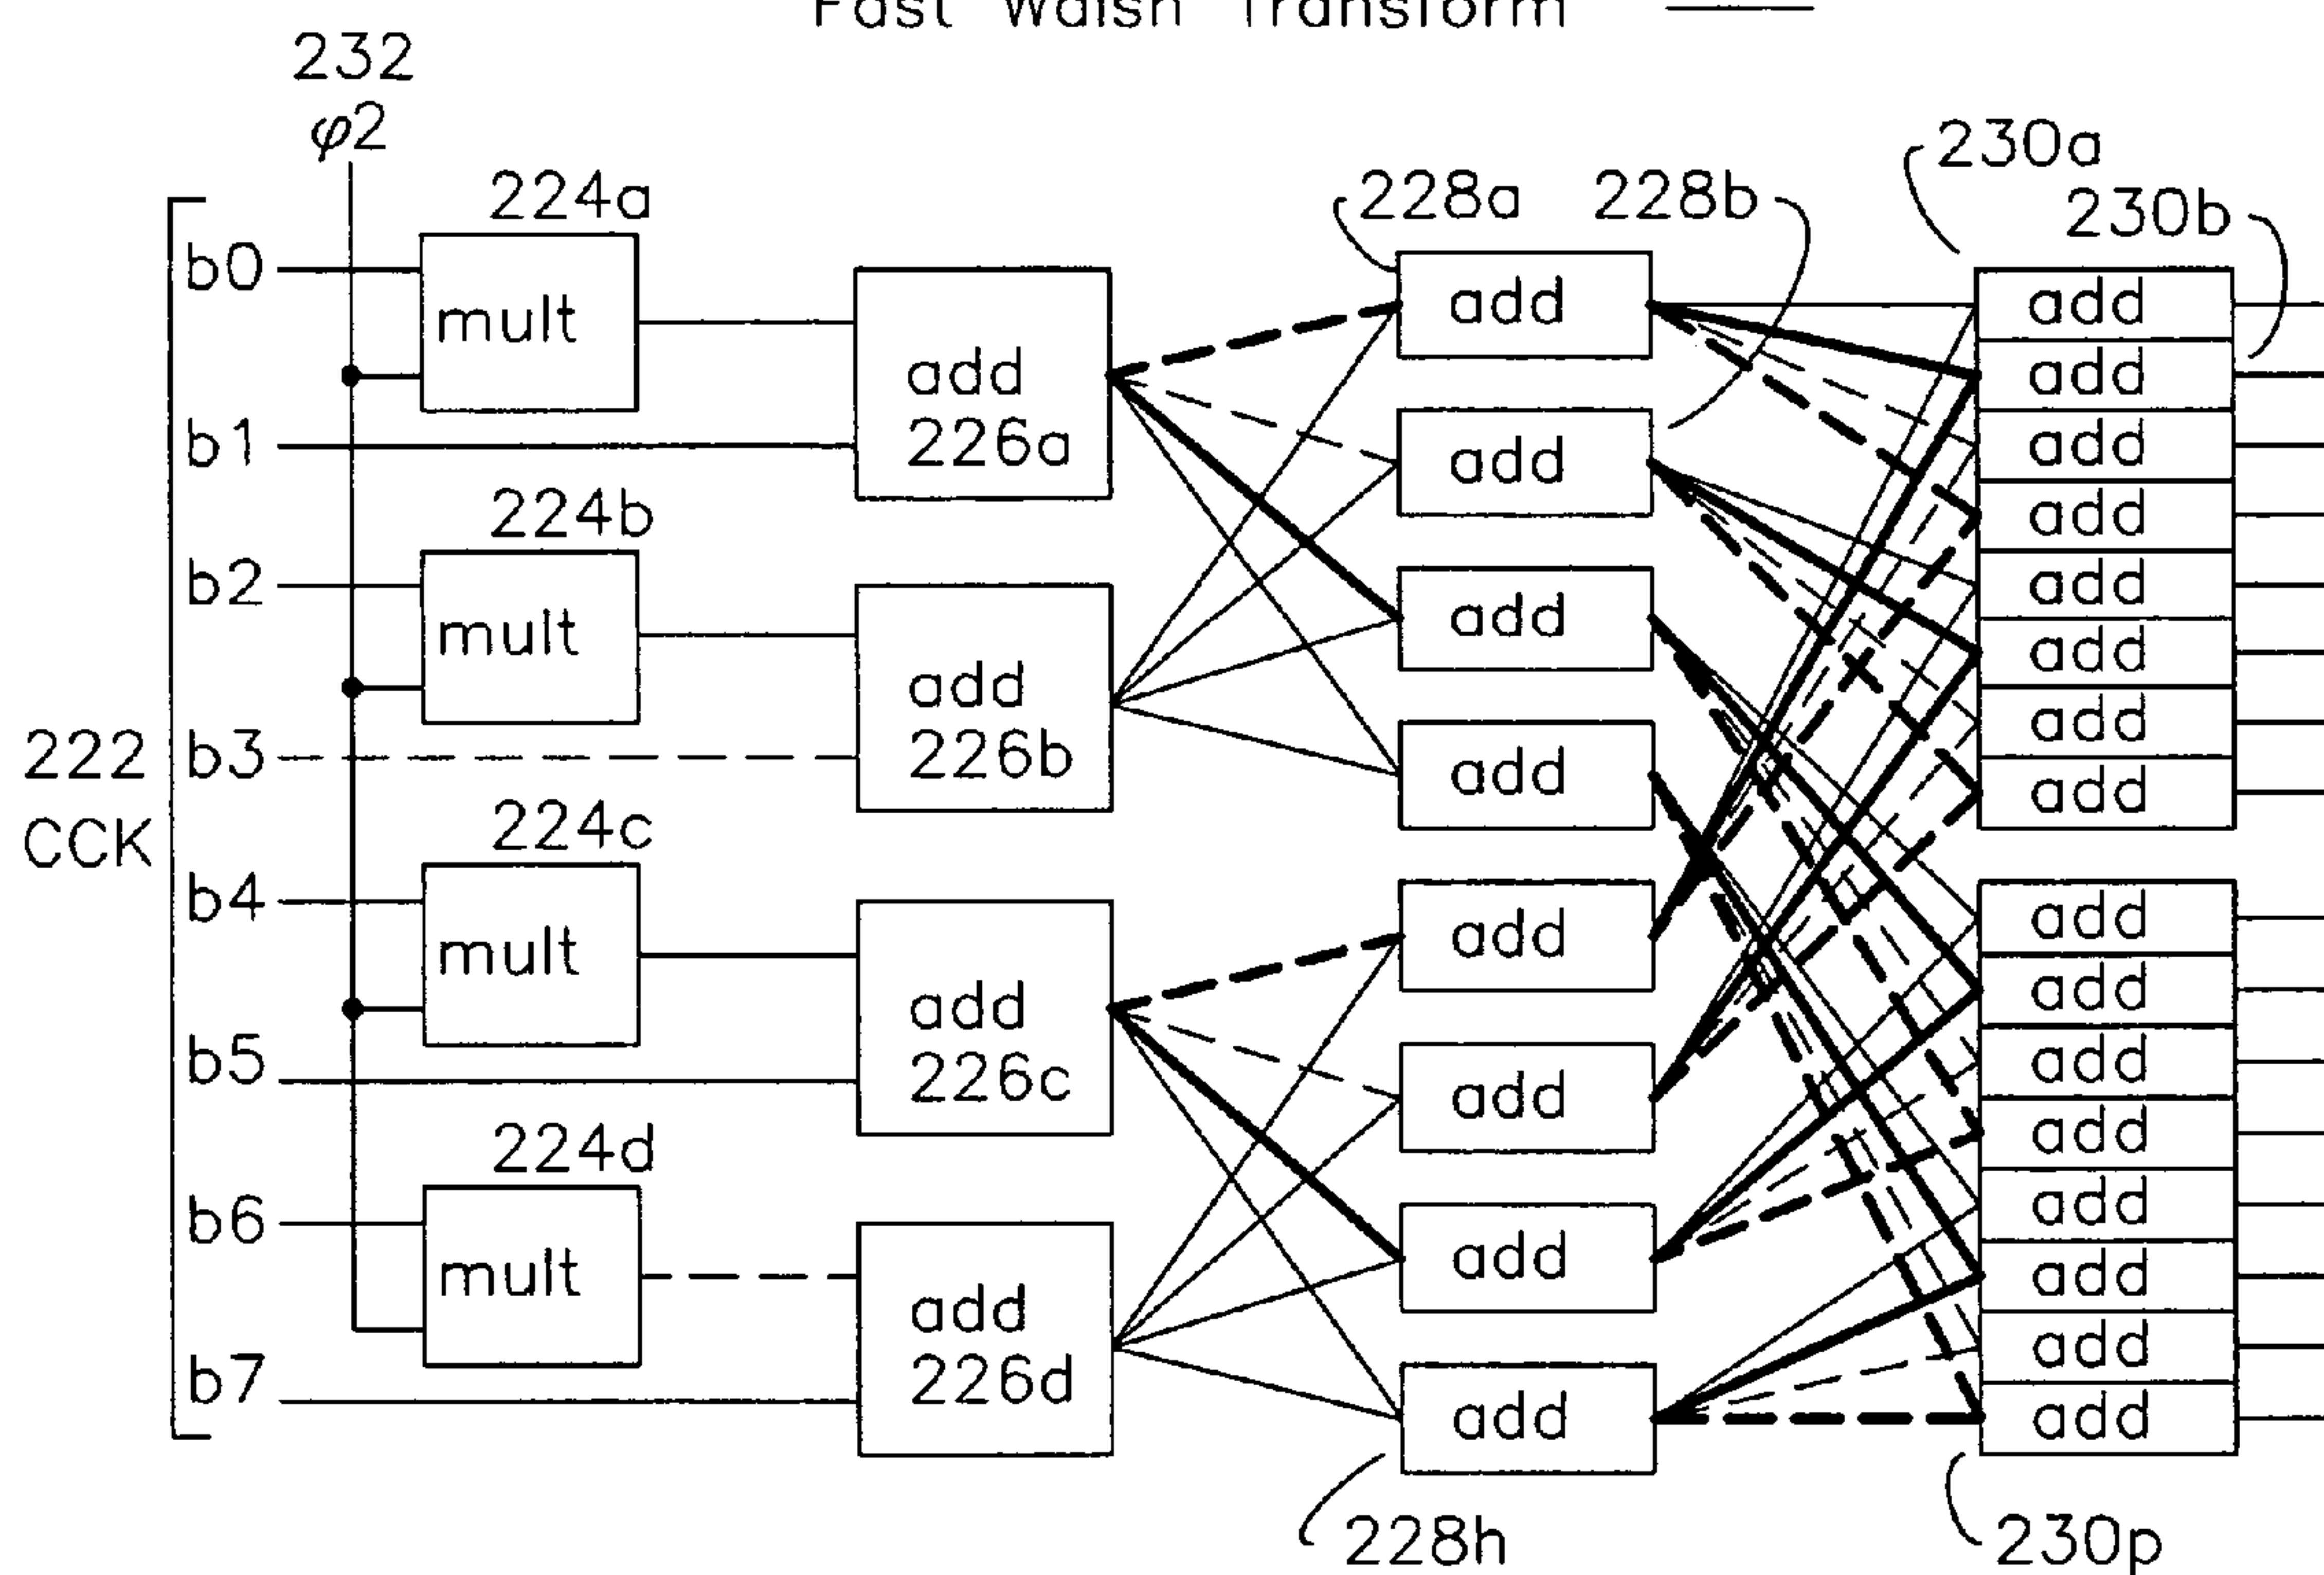 Fast Walsh Transform
232
φ2
224a
228a
228b
230a
230b
b0
mult
add
226a
add
add
b1
add
add
add
224b
add
add
b2
mult
add
226b
add
add
add
222
CCK
b3
add
add
224c
b4
mult
add
226c
add
add
add
b5
add
add
224d
add
b6
mult
add
226d
add
add
add
b7
add
add
228h
230p